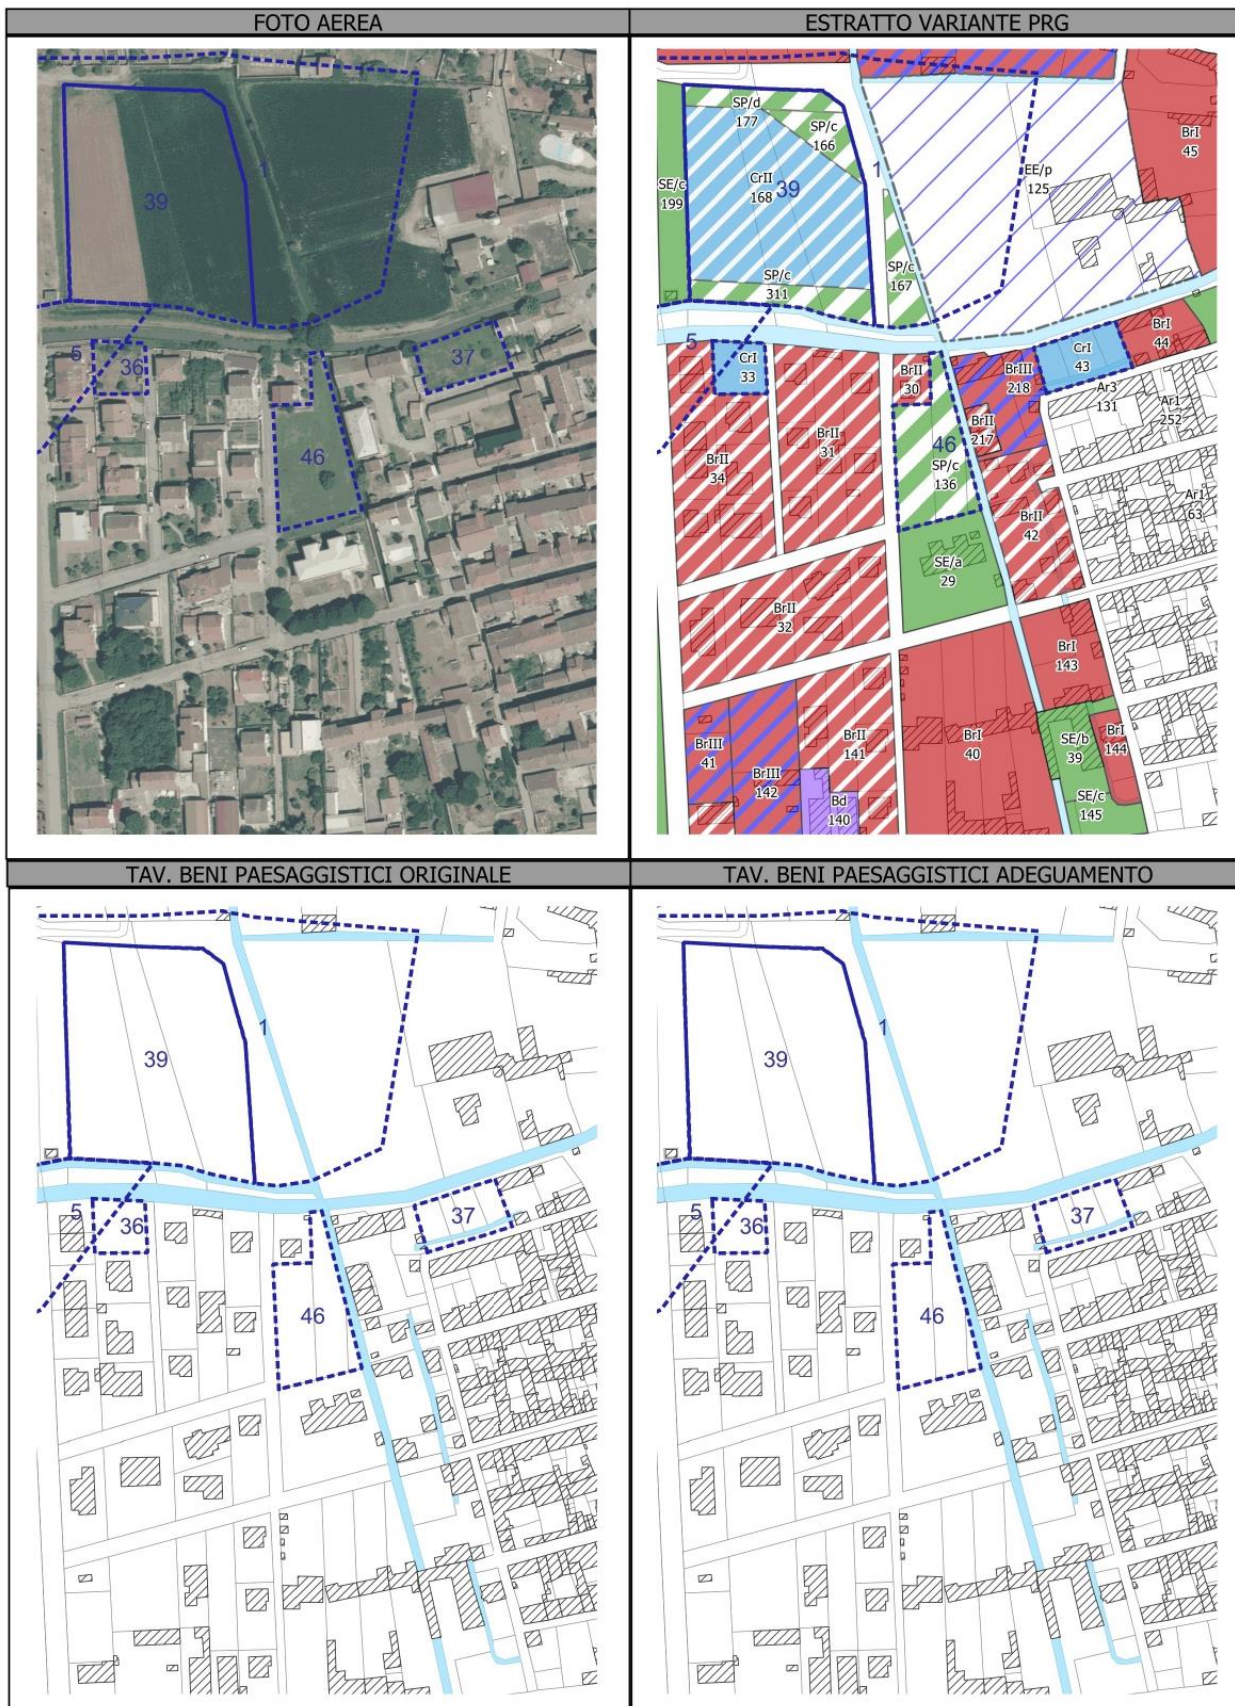 FOTO AEREA
ESTRATTO VARIANTE PRG
1
39
5
36
37
46
SP/d
177
SP/c
166
BrI
45
1
EE/p
125
SE/c
199
CrII
168
39
SP/c
311
SP/c
167
5
CrI
33
BrII
30
BrIII
218
CrI
43
BrI
44
Ar3
131
Ar1
252
BrII
217
BrII
34
BrII
31
46
SP/c
136
BrII
42
Ar1
63
SE/a
29
BrII
32
BrI
143
BrIII
41
BrIII
142
BrII
141
BrI
40
SE/b
39
BrI
144
Bd
140
SE/c
145
TAV. BENI PAESAGGISTICI ORIGINALE
TAV. BENI PAESAGGISTICI ADEGUAMENTO
1
39
5
36
37
46
1
39
5
36
37
46